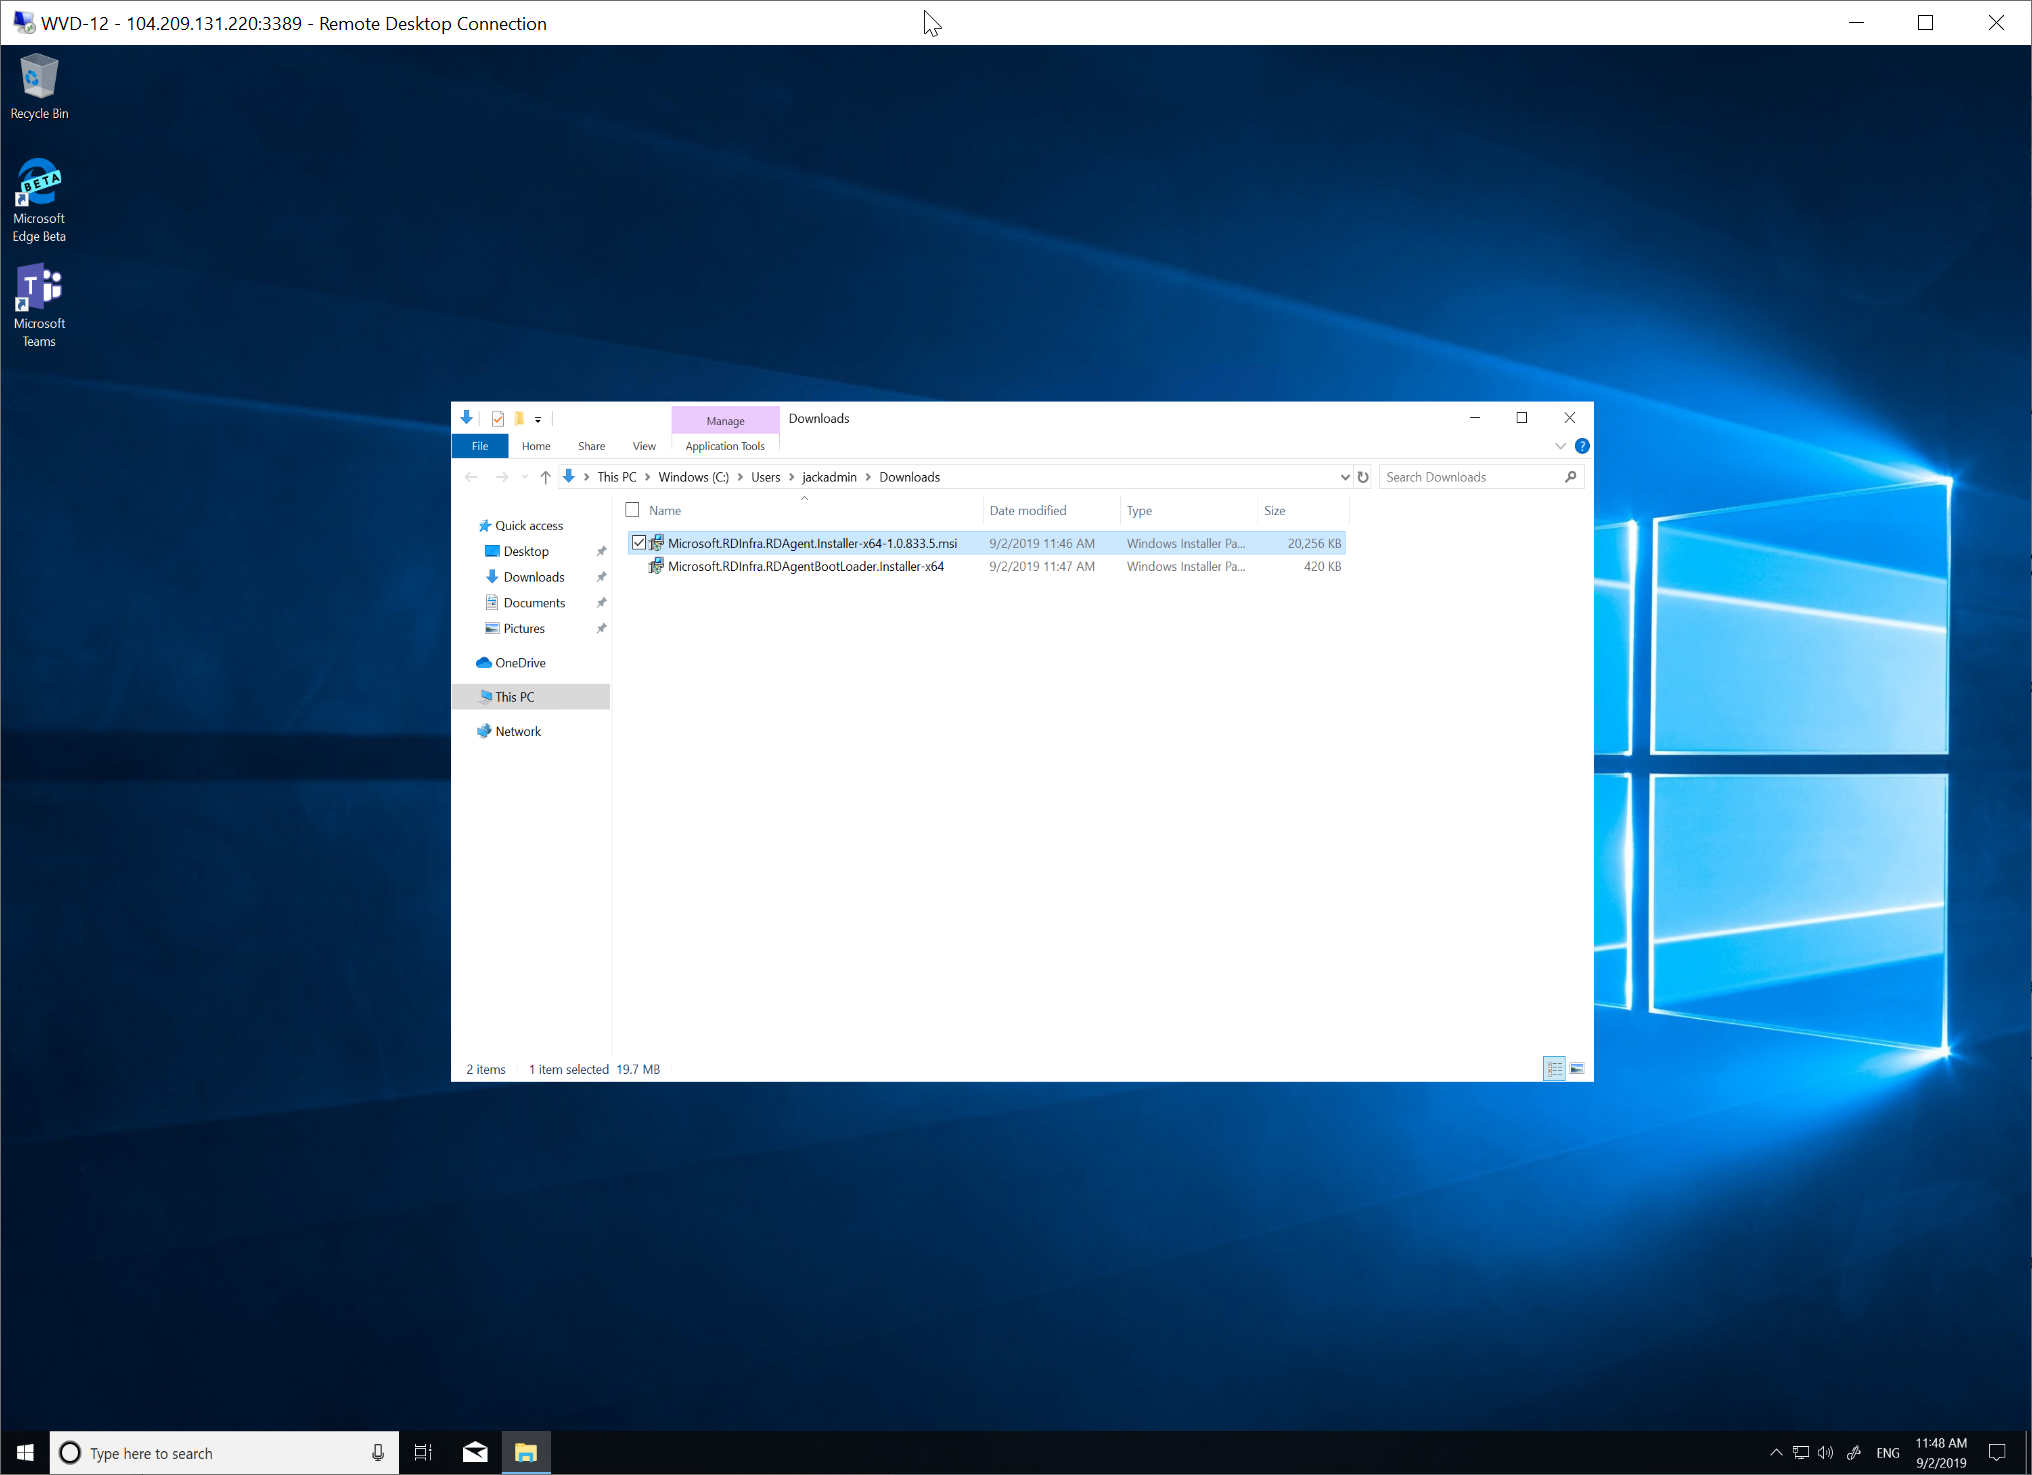 WVD-12 - 104.209.131.220:3389 - Remote Desktop Connection
Recycle Bin
BETA
Microsoft
Edge Beta
T
Microsoft
Teams
Manage
Downloads
File
Home
Share
View
Application Tools
?
This PC > Windows (C:) > Users > jackadmin > Downloads
Search Downloads
Name
Date modified
Type
Size
Microsoft.RDInfra.RDAgent.Installer-x64-1.0.833.5.msi
9/2/2019 11:46 AM
Windows Installer Pa...
20,256 KB
Microsoft.RDInfra.RDAgentBootLoader.Installer-x64
9/2/2019 11:47 AM
Windows Installer Pa...
420 KB
Quick access
Desktop
Downloads
Documents
Pictures
OneDrive
This PC
Network
2 items
1 item selected 19.7 MB
Type here to search
ENG
11:48 AM
9/2/2019